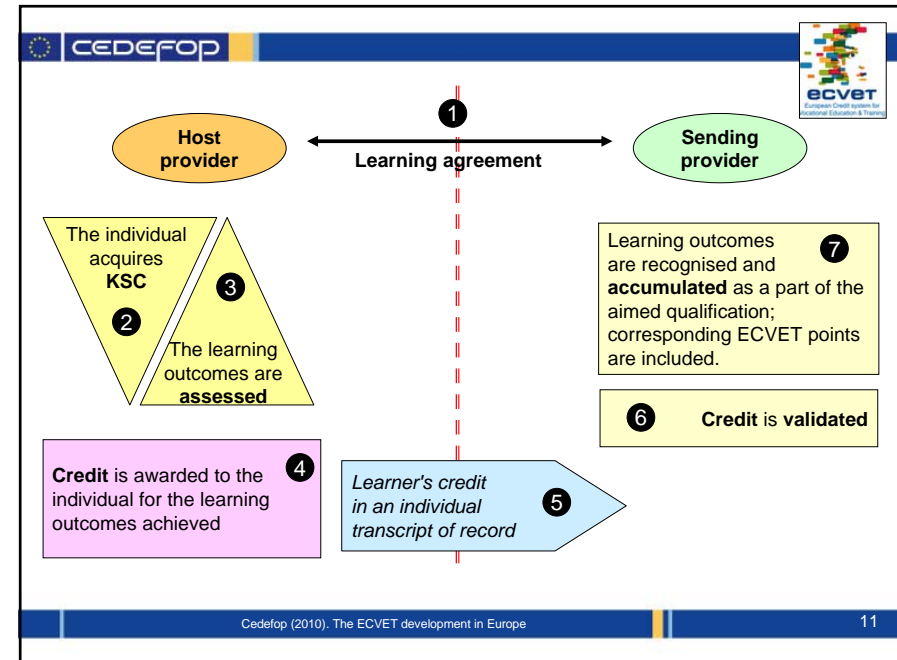 CEDEFOP
ecvet
European Credit system for
Vocational Education & Training
1
Host
provider
Learning agreement
Sending
provider
The individual
acquires
KSC
2
3
The learning
outcomes are
assessed
Learning outcomes
are recognised and
accumulated as a part of the
aimed qualification;
corresponding ECVET points
are included.
7
6 Credit is validated
Credit is awarded to the
individual for the learning
outcomes achieved
4
Learner's credit
in an individual
transcript of record
5
Cedefop (2010). The ECVET development in Europe
11